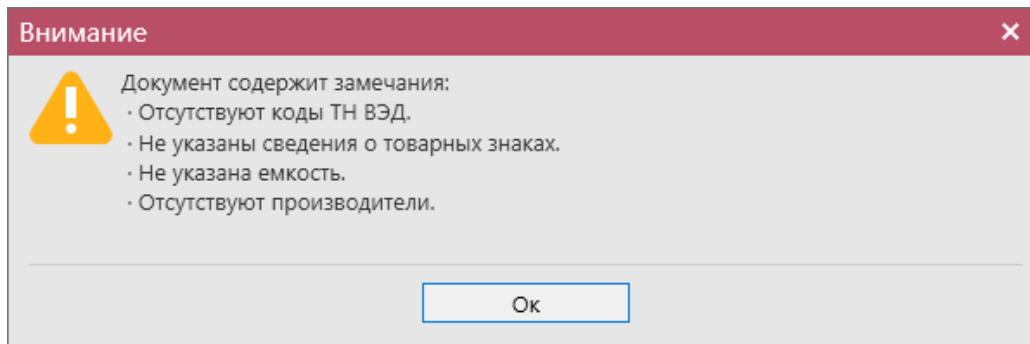 Внимание
Документ содержит замечания:
· Отсутствуют коды ТН ВЭД.
· Не указаны сведения о товарных знаках.
· Не указана емкость.
· Отсутствуют производители.
Ок